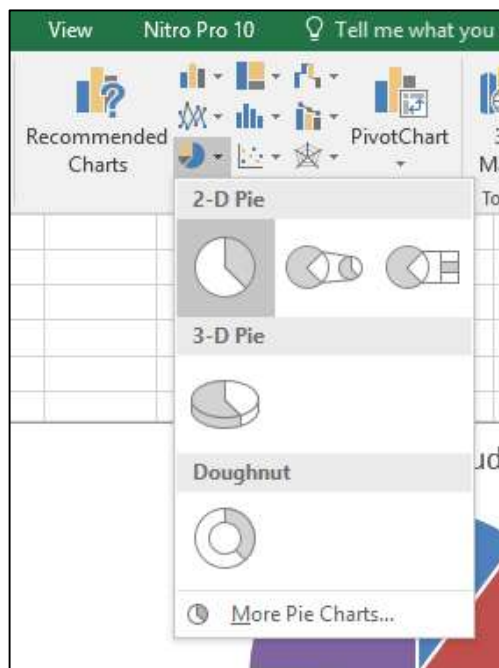 View Nitro Pro 10 Tell me what you
Recommended
Charts
PivotChart
2-D Pie
3-D Pie
Doughnut
More Pie Charts...